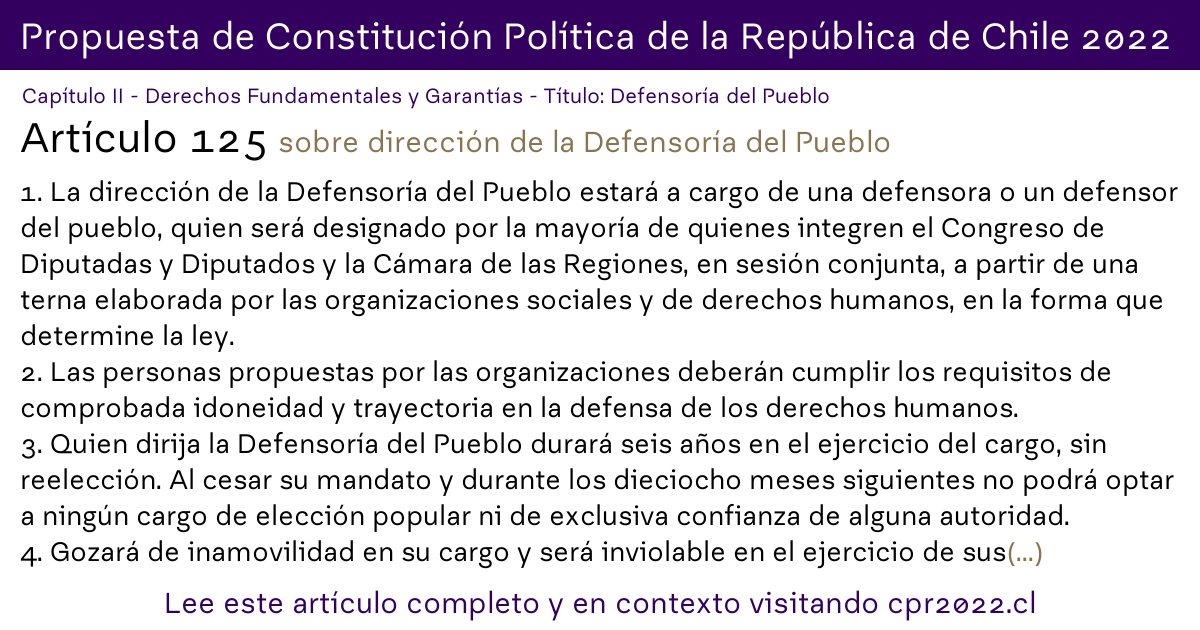 Propuesta de Constitución Política de la República de Chile 2022
Capítulo II - Derechos Fundamentales y Garantías - Título: Defensoría del Pueblo
Artículo 125 sobre dirección de la Defensoría del Pueblo
1. La dirección de la Defensoría del Pueblo estará a cargo de una defensora o un defensor
del pueblo, quien será designado por la mayoría de quienes integren el Congreso de
Diputadas y Diputados y la Cámara de las Regiones, en sesión conjunta, a partir de una
terna elaborada por las organizaciones sociales y de derechos humanos, en la forma que
determine la ley.
2. Las personas propuestas por las organizaciones deberán cumplir los requisitos de
comprobada idoneidad y trayectoria en la defensa de los derechos humanos.
3. Quien dirija la Defensoría del Pueblo durará seis años en el ejercicio del cargo, sin
reelección. Al cesar su mandato y durante los dieciocho meses siguientes no podrá optar
a ningún cargo de elección popular ni de exclusiva confianza de alguna autoridad.
4. Gozará de inamovilidad en su cargo y será inviolable en el ejercicio de sus(...)
Lee este artículo completo y en contexto visitando cpr2022.cl